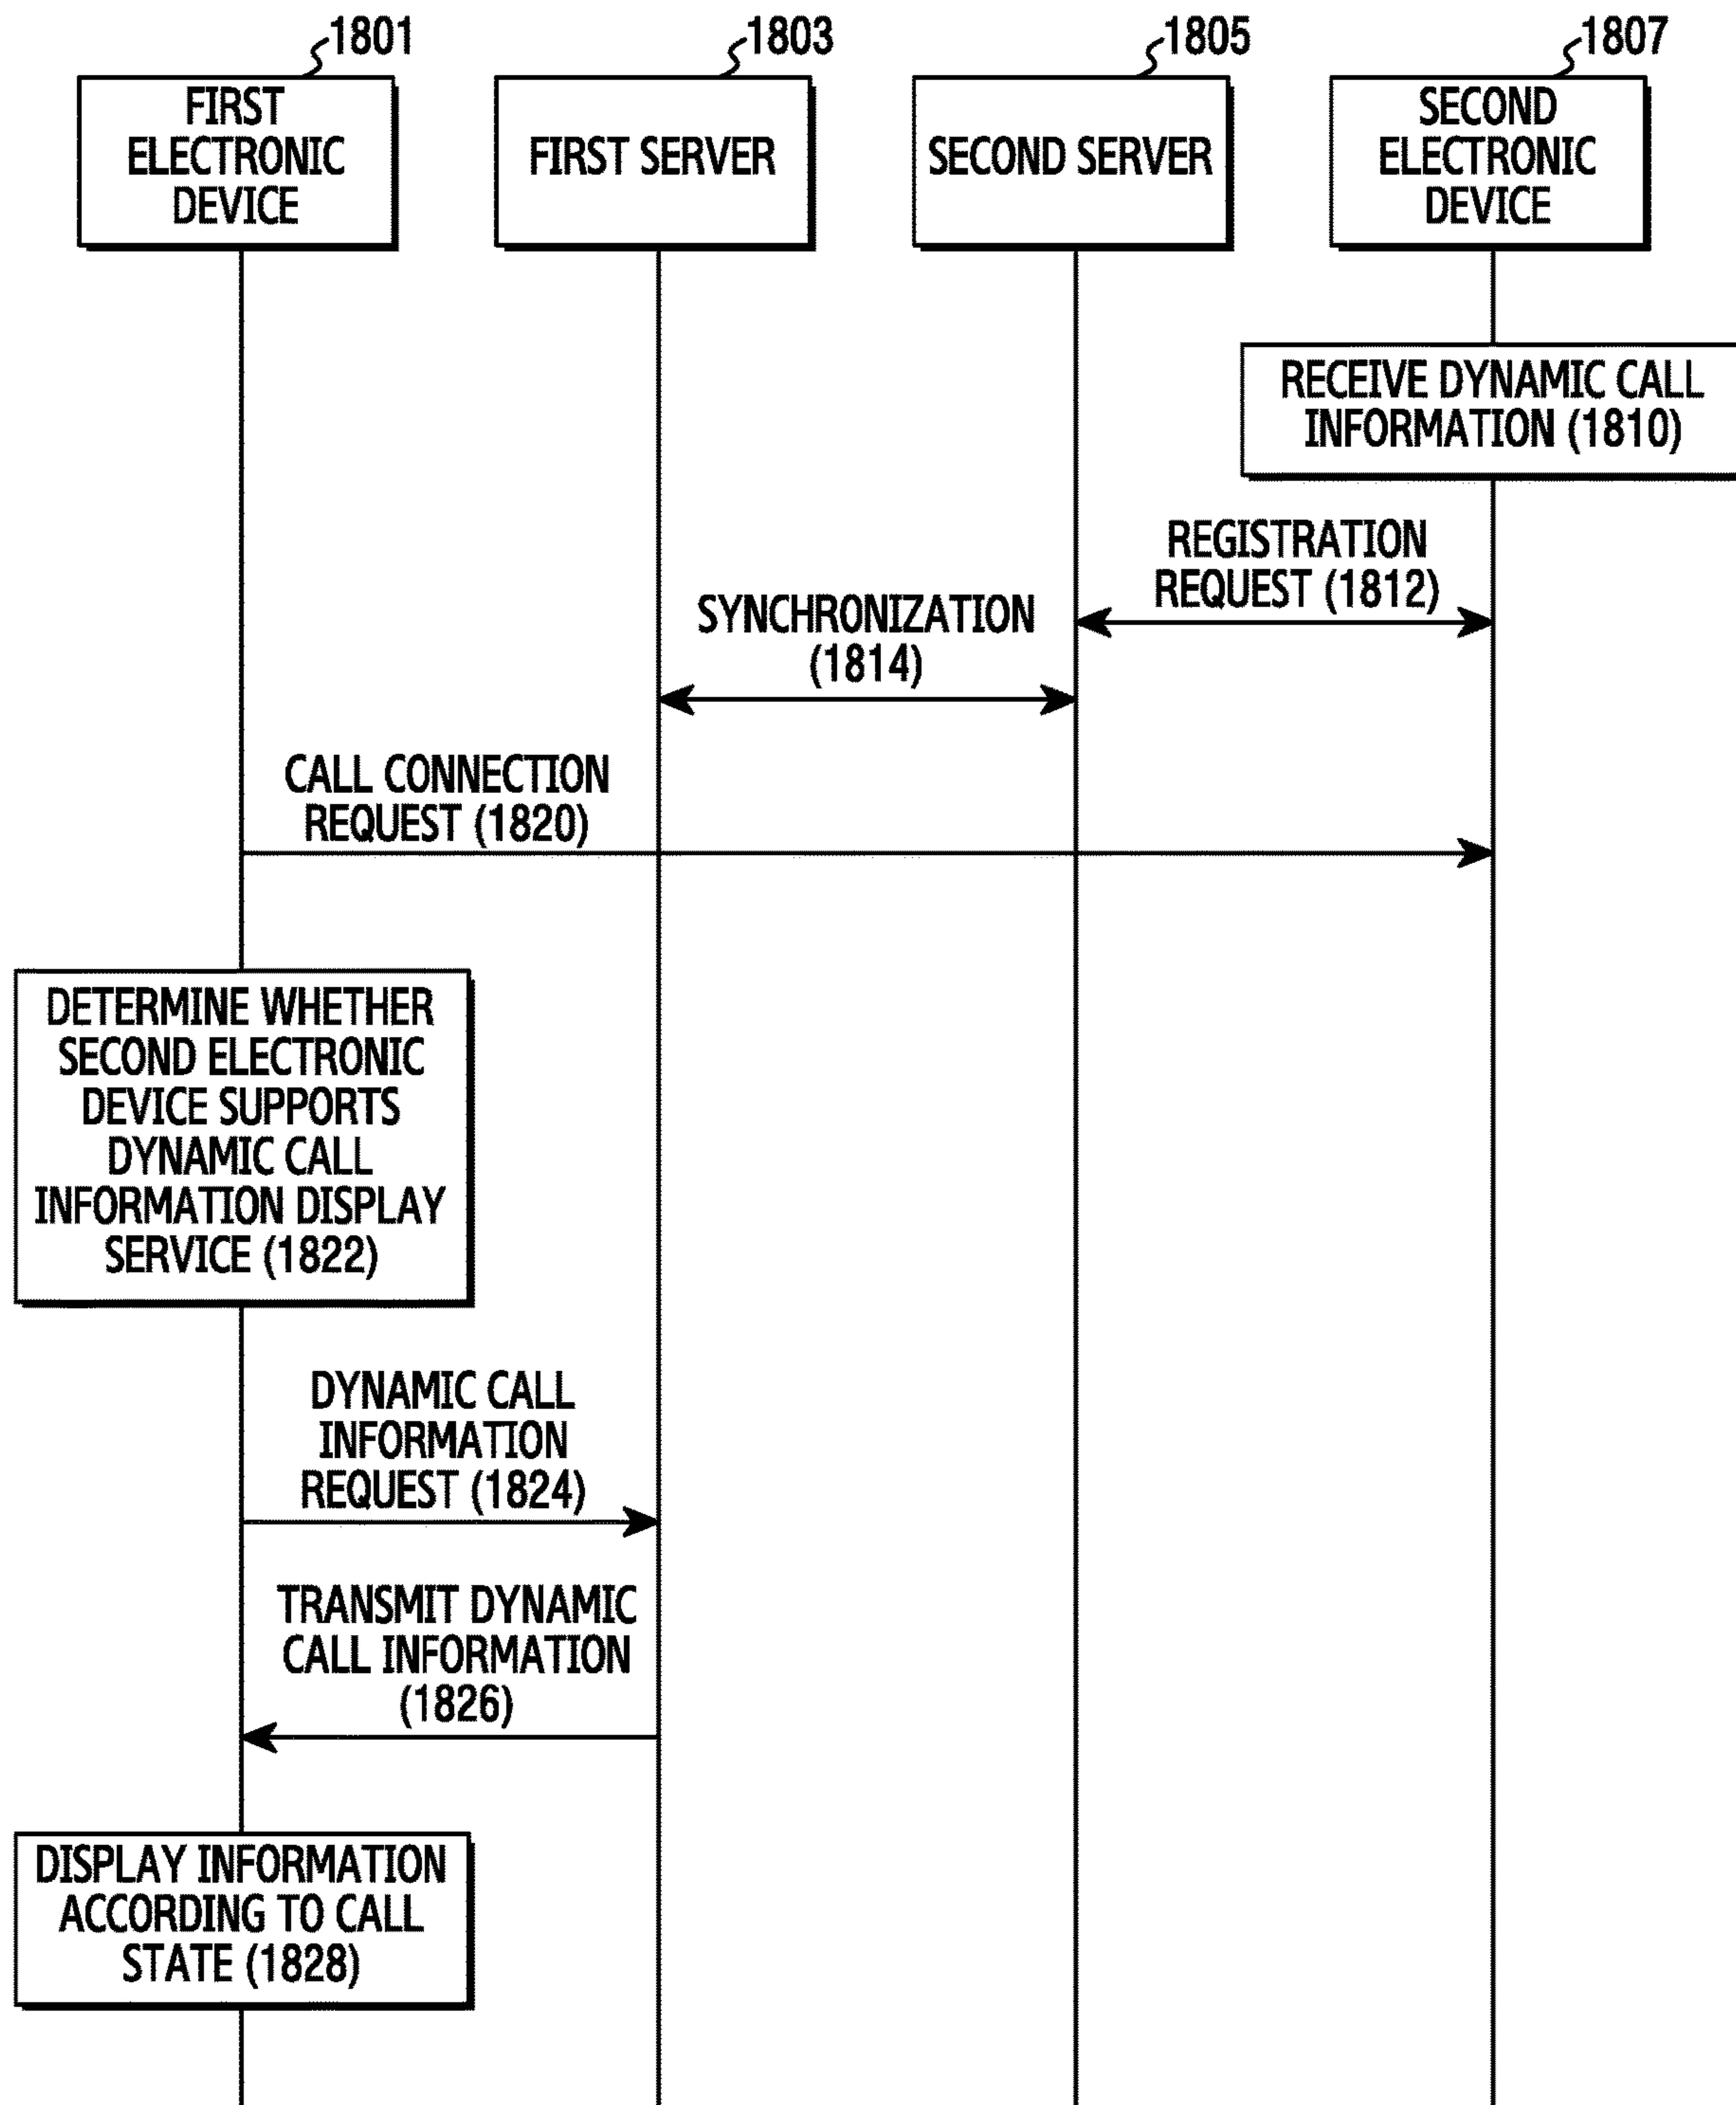 1801
1803
1805
1807
FIRST
ELECTRONIC
DEVICE
FIRST SERVER
SECOND SERVER
SECOND
ELECTRONIC
DEVICE
RECEIVE DYNAMIC CALL
INFORMATION (1810)
REGISTRATION
REQUEST (1812)
SYNCHRONIZATION
(1814)
CALL CONNECTION
REQUEST (1820)
DETERMINE WHETHER
SECOND ELECTRONIC
DEVICE SUPPORTS
DYNAMIC CALL
INFORMATION DISPLAY
SERVICE (1822)
DYNAMIC CALL
INFORMATION
REQUEST (1824)
TRANSMIT DYNAMIC
CALL INFORMATION
(1826)
DISPLAY INFORMATION
ACCORDING TO CALL
STATE (1828)